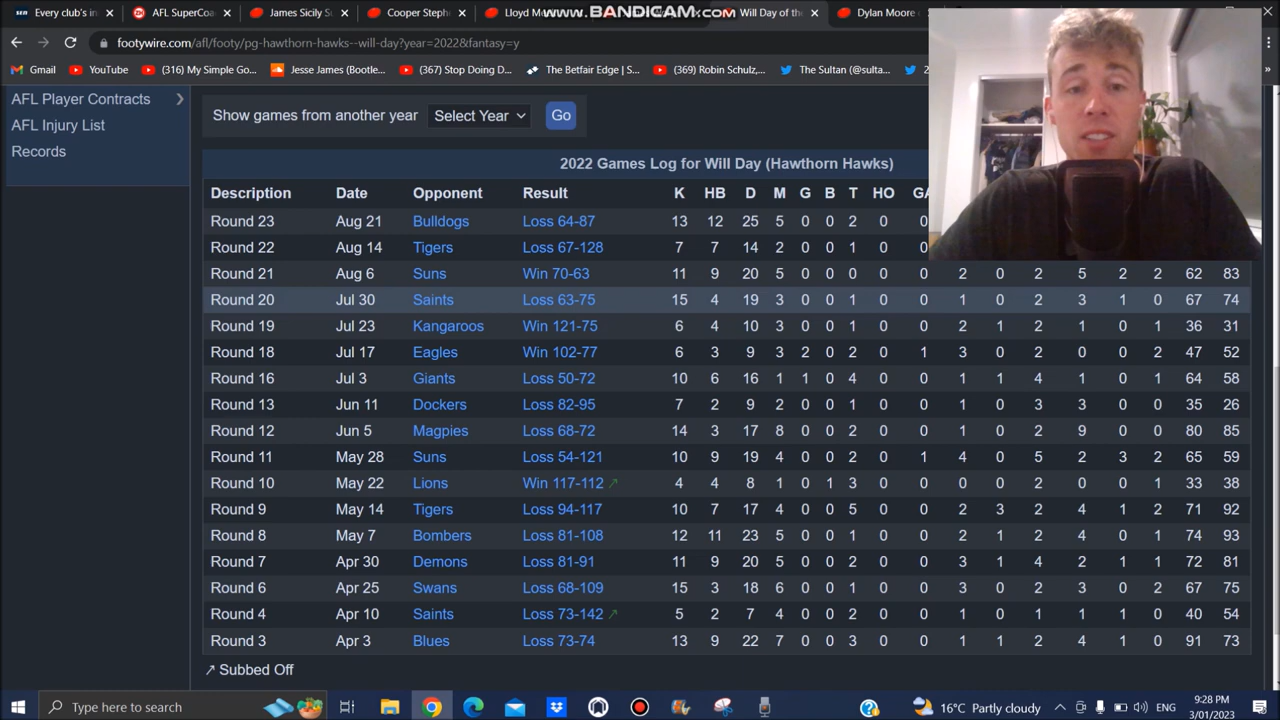 Every club's in
AFL SuperCoa
James Sicily S
Cooper Steph
Lloyd M
www.BANDICAM.com
Will Day of the
Dylan Moore
footywire.com/afl/footy/pg-hawthorn-hawks--will-day?year=2022&fantasy=y
Gmail YouTube (316) My Simple Go... Jesse James (Bootle... (367) Stop Doing D... The Betfair Edge | S... (369) Robin Schulz,... The Sultan (@sulta...
AFL Player Contracts
AFL Injury List
Records
Show games from another year Select Year Go
2022 Games Log for Will Day (Hawthorn Hawks)
Description Date Opponent Result K HB D M G B T HO GA
Round 23 Aug 21 Bulldogs Loss 64-87 13 12 25 5 0 0 2 0 0
Round 22 Aug 14 Tigers Loss 67-128 7 7 14 2 0 0 1 0 0
Round 21 Aug 6 Suns Win 70-63 11 9 20 5 0 0 0 0 0 2 0 2 5 2 2 62 83
Round 20 Jul 30 Saints Loss 63-75 15 4 19 3 0 0 1 0 0 1 0 2 3 1 0 67 74
Round 19 Jul 23 Kangaroos Win 121-75 6 4 10 3 0 0 1 0 0 2 1 2 1 0 1 36 31
Round 18 Jul 17 Eagles Win 102-77 6 3 9 3 2 0 2 0 1 3 0 2 0 0 2 47 52
Round 16 Jul 3 Giants Loss 50-72 10 6 16 1 1 0 4 0 0 1 1 4 1 0 1 64 58
Round 13 Jun 11 Dockers Loss 82-95 7 2 9 2 0 0 1 0 0 1 0 3 3 0 0 35 26
Round 12 Jun 5 Magpies Loss 68-72 14 3 17 8 0 0 2 0 0 1 0 2 9 0 0 80 85
Round 11 May 28 Suns Loss 54-121 10 9 19 4 0 0 2 0 1 4 0 5 2 3 2 65 59
Round 10 May 22 Lions Win 117-112 ↗ 4 4 8 1 0 1 3 0 0 0 0 2 0 0 1 33 38
Round 9 May 14 Tigers Loss 94-117 10 7 17 4 0 0 5 0 0 2 3 2 4 1 2 71 92
Round 8 May 7 Bombers Loss 81-108 12 11 23 5 0 0 1 0 0 2 1 2 4 0 1 74 93
Round 7 Apr 30 Demons Loss 81-91 11 9 20 5 0 0 2 0 0 3 1 4 2 1 1 72 81
Round 6 Apr 25 Swans Loss 68-109 15 3 18 6 0 0 1 0 0 3 0 2 3 0 2 67 75
Round 4 Apr 10 Saints Loss 73-142 ↗ 5 2 7 4 0 0 2 0 0 1 0 1 1 1 0 40 54
Round 3 Apr 3 Blues Loss 73-74 13 9 22 7 0 0 3 0 0 1 1 2 4 1 0 91 73
↗ Subbed Off
Type here to search
16°C Partly cloudy
ENG
9:28 PM
3/01/2023